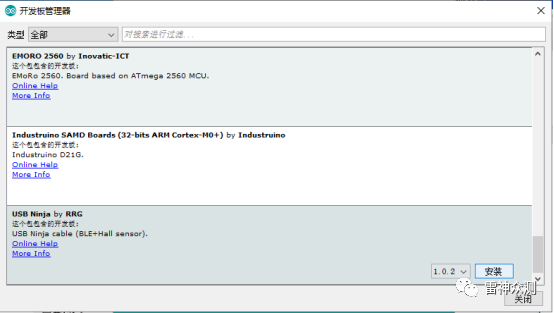 开发板管理器
类型 全部 对搜索进行过滤...
EMORO 2560 by Inovatic-ICT
这个包包含的开发板:
EMoRo 2560. Board based on ATmega 2560 MCU.
Online Help
More Info
Industruino SAMD Boards (32-bits ARM Cortex-M0+) by Industruino
这个包包含的开发板:
Industruino D21G.
Online Help
More Info
USB Ninja by RRG
这个包包含的开发板:
USB Ninja cable (BLE+Hall sensor).
Online Help
More Info
1.0.2 安装
雷神众测
关闭